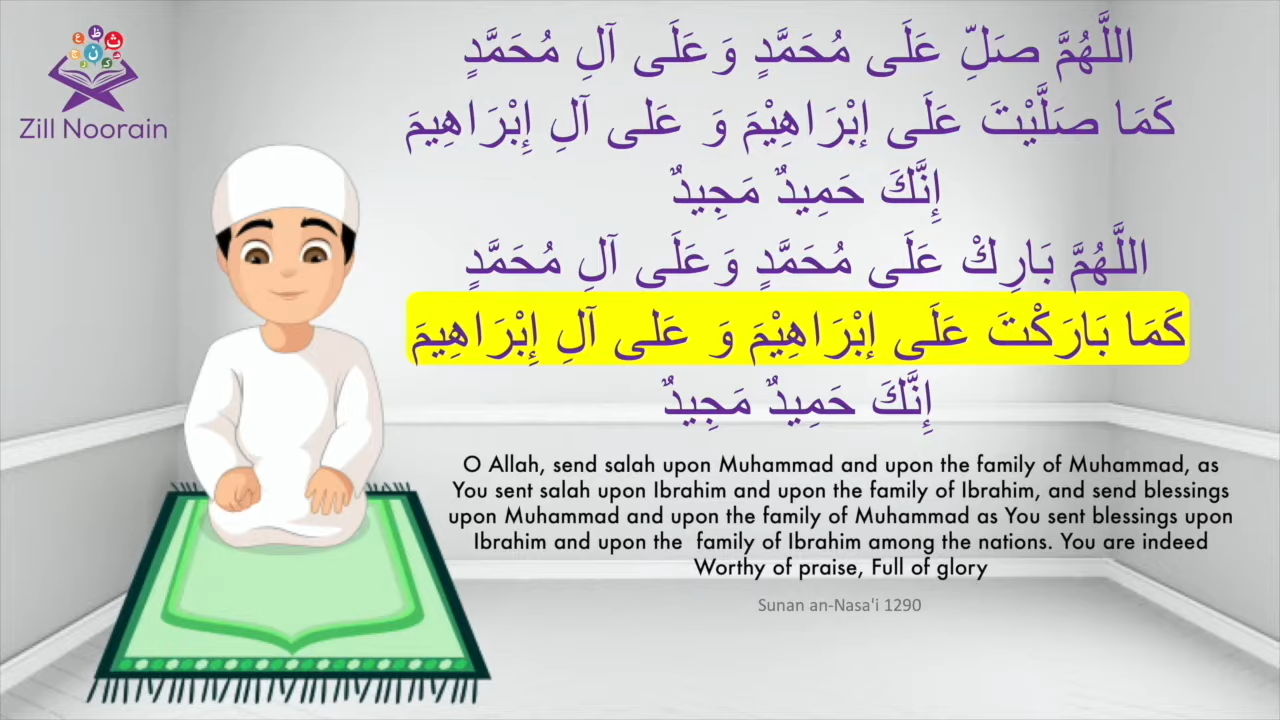 Zill Noorain
اللَّهُمَّ صَلِّ عَلَى مُحَمَّدٍ وَعَلَى آلِ مُحَمَّدٍ
كَمَا صَلَّيْتَ عَلَى إبْرَاهِيْمَ وَ عَلى آلِ إِبْرَاهِيمَ
إِنَّكَ حَمِيدٌ مَجِيدٌ
اللَّهُمَّ بَارِكْ عَلَى مُحَمَّدٍ وَعَلَى آلِ مُحَمَّدٍ
كَمَا بَارَكْتَ عَلَى إبْرَاهِيْمَ وَ عَلى آلِ إِبْرَاهِيمَ
إِنَّكَ حَمِيدٌ مَجِيدٌ
O Allah, send salah upon Muhammad and upon the family of Muhammad, as
You sent salah upon Ibrahim and upon the family of Ibrahim, and send blessings
upon Muhammad and upon the family of Muhammad as You sent blessings upon
Ibrahim and upon the family of Ibrahim among the nations. You are indeed
Worthy of praise, Full of glory
Sunan an-Nasa'i 1290